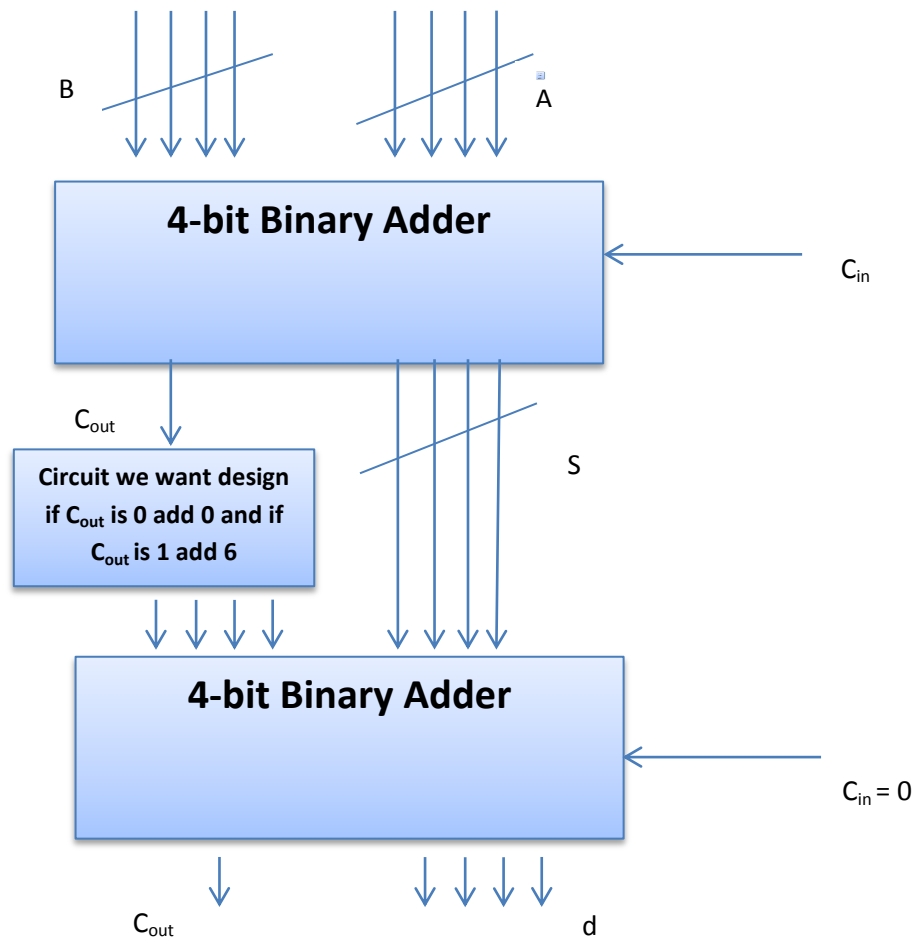 B
A
4-bit Binary Adder
Cin
Cout
Circuit we want design
if Cout is 0 add 0 and if
Cout is 1 add 6
S
4-bit Binary Adder
Cin = 0
Cout
d